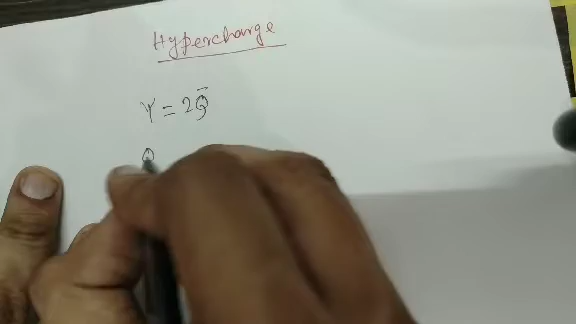 Hypercharge
Y = 2Q̄
Q